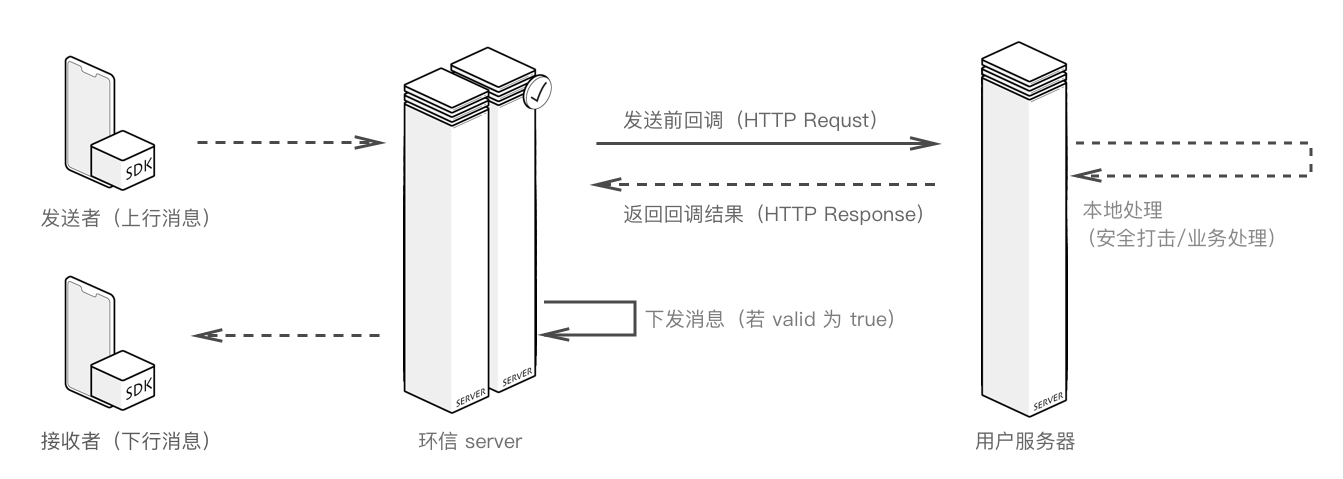 发送前回调（HTTP Requst）
SDK
返回回调结果（HTTP Response）
发送者（上行消息）
本地处理
（安全打击/业务处理）
下发消息（若 valid 为 true）
SDK
SERVER
SERVER
SERVER
接收者（下行消息）
环信 server
用户服务器